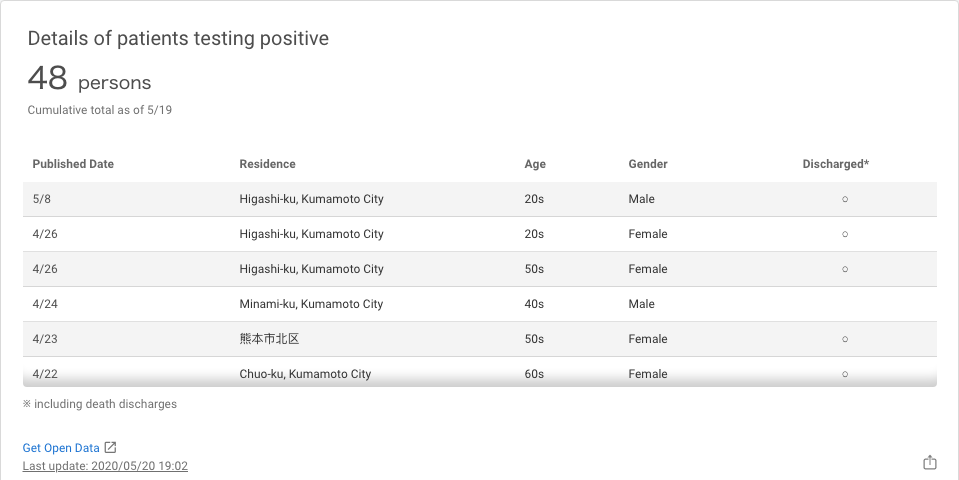 Details of patients testing positive
48 persons
Cumulative total as of 5/19
Published Date Residence Age Gender Discharged*
5/8 Higashi-ku, Kumamoto City 20s Male ○
4/26 Higashi-ku, Kumamoto City 20s Female ○
4/26 Higashi-ku, Kumamoto City 50s Female ○
4/24 Minami-ku, Kumamoto City 40s Male
4/23 熊本市北区 50s Female ○
4/22 Chuo-ku, Kumamoto City 60s Female ○
※ including death discharges
Get Open Data
Last update: 2020/05/20 19:02